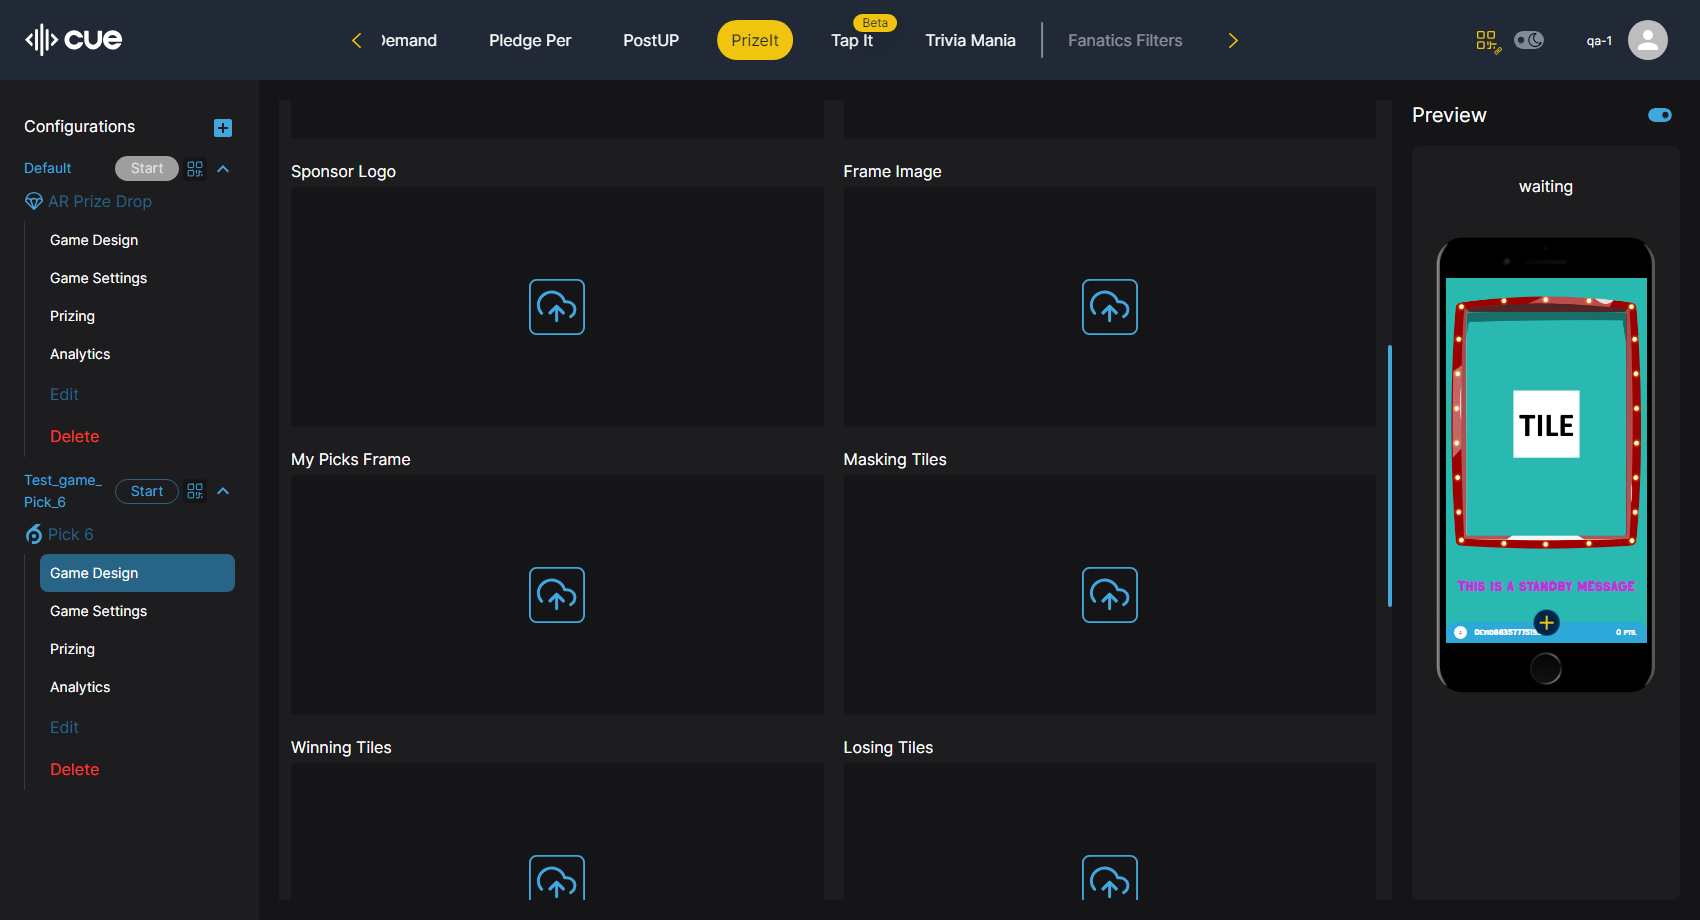 cue
Demand
Pledge Per
PostUP
PrizeIt
Beta
Tap It
Trivia Mania
Fanatics Filters
qa-1
Configurations
Default
Start
AR Prize Drop
Game Design
Game Settings
Prizing
Analytics
Edit
Delete
Test_game_
Pick_6
Start
Pick 6
Game Design
Game Settings
Prizing
Analytics
Edit
Delete
Sponsor Logo
Frame Image
My Picks Frame
Masking Tiles
Winning Tiles
Losing Tiles
Preview
waiting
TILE
THIS IS A STANDBY MESSAGE
0 PTS.